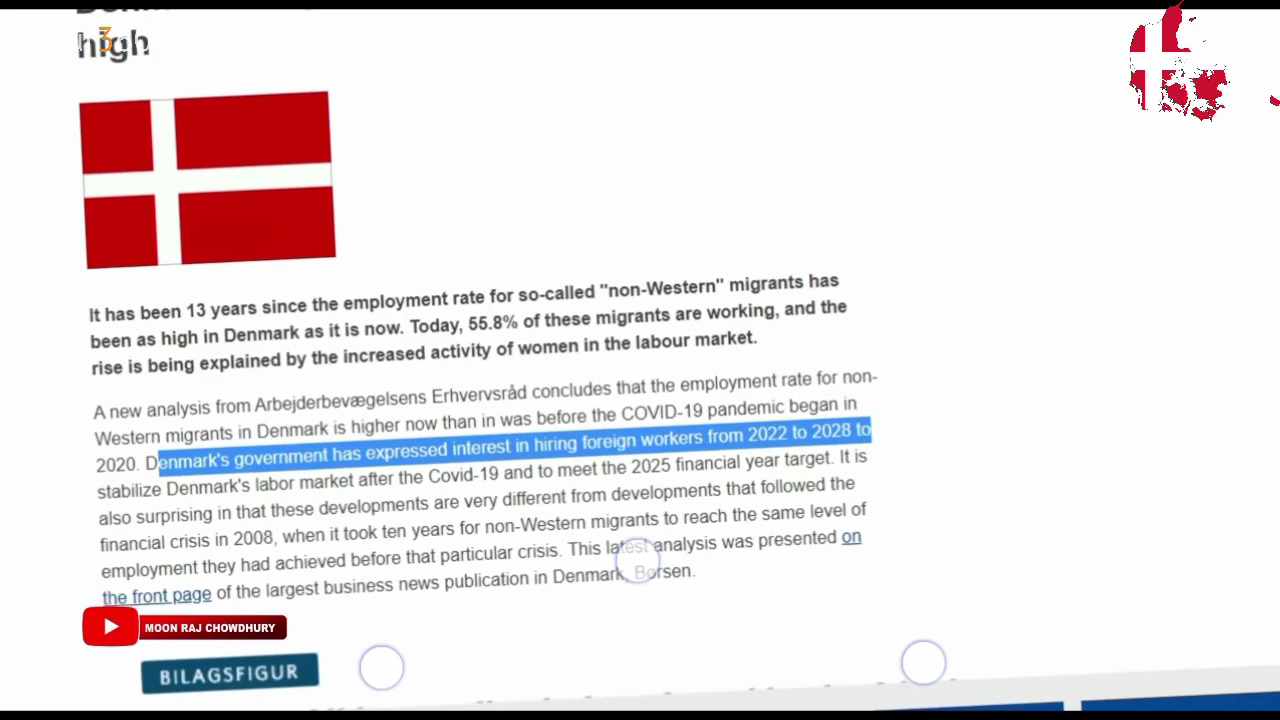 high
It has been 13 years since the employment rate for so-called "non-Western" migrants has
been as high in Denmark as it is now. Today, 55.8% of these migrants are working, and the
rise is being explained by the increased activity of women in the labour market.
A new analysis from Arbejderbevægelsens Erhvervsråd concludes that the employment rate for non-
Western migrants in Denmark is higher now than in was before the COVID-19 pandemic began in
2020. Denmark's government has expressed interest in hiring foreign workers from 2022 to 2028 to
stabilize Denmark's labor market after the Covid-19 and to meet the 2025 financial year target. It is
also surprising in that these developments are very different from developments that followed the
financial crisis in 2008, when it took ten years for non-Western migrants to reach the same level of
employment they had achieved before that particular crisis. This latest analysis was presented on
the front page of the largest business news publication in Denmark, Borsen.
MOON RAJ CHOWDHURY
BILAGSFIGUR